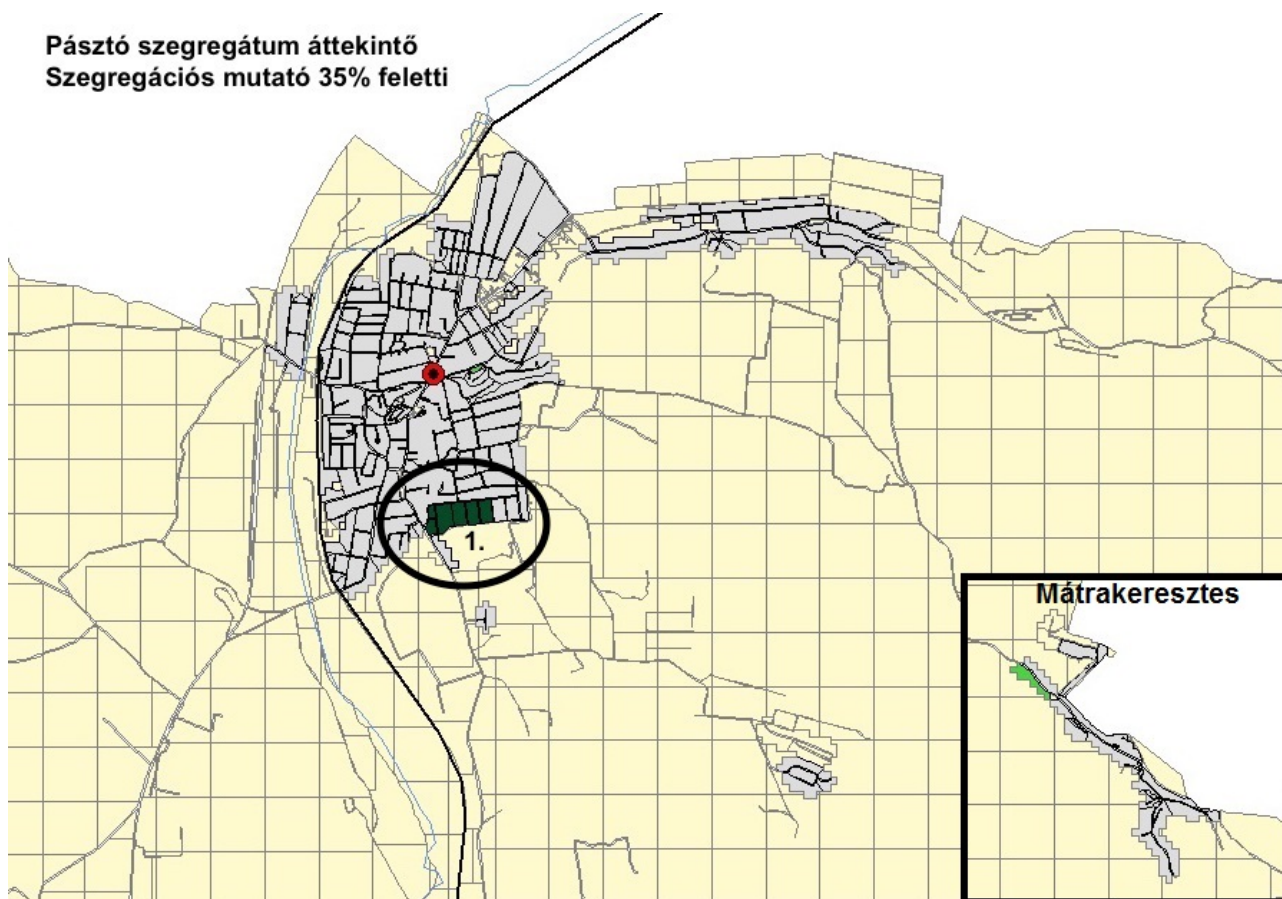 Pásztó szegregátum áttekintő
Szegregációs mutató 35% feletti
1.
Mátrakeresztes